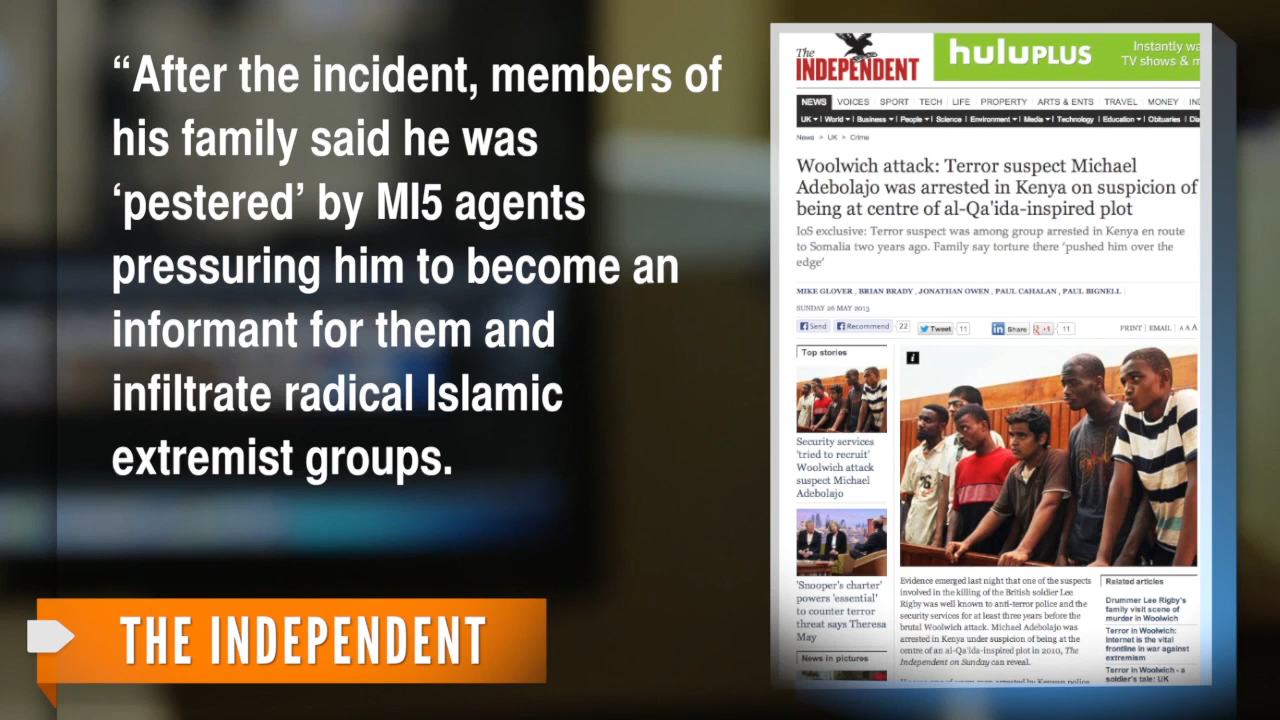 “After the incident, members of
his family said he was
‘pestered’ by MI5 agents
pressuring him to become an
informant for them and
infiltrate radical Islamic
extremist groups.
THE INDEPENDENT
The
INDEPENDENT
huluPLUS
Instantly wa
TV shows & m
NEWS VOICES SPORT TECH LIFE PROPERTY ARTS & ENTS TRAVEL MONEY IND
UK World Business People Science Environment Media Technology Education Obituaries Dia
News > UK > Crime
Woolwich attack: Terror suspect Michael
Adebolajo was arrested in Kenya on suspicion of
being at centre of al-Qa'ida-inspired plot
IoS exclusive: Terror suspect was among group arrested in Kenya en route
to Somalia two years ago. Family say torture there ‘pushed him over the
edge’
MIKE GLOVER , BRIAN BRADY , JONATHAN OWEN , PAUL CAHALAN , PAUL BIGNELL
SUNDAY 26 MAY 2013
Send Recommend 22 Tweet 11 Share +1 11 PRINT | EMAIL | A A A
Top stories
Security services
'tried to recruit'
Woolwich attack
suspect Michael
Adebolajo
'Snooper's charter'
powers 'essential'
to counter terror
threat says Theresa
May
News in pictures
Evidence emerged last night that one of the suspects
involved in the killing of the British soldier Lee
Rigby was well known to anti-terror police and the
security services for at least three years before the
brutal Woolwich attack. Michael Adebolajo was
arrested in Kenya under suspicion of being at the
centre of an al-Qa'ida-inspired plot in 2010, The
Independent on Sunday can reveal.
Related articles
Drummer Lee Rigby's
family visit scene of
murder in Woolwich
Terror in Woolwich:
Internet is the vital
frontline in war against
extremism
Terror in Woolwich - a
soldier's tale: UK